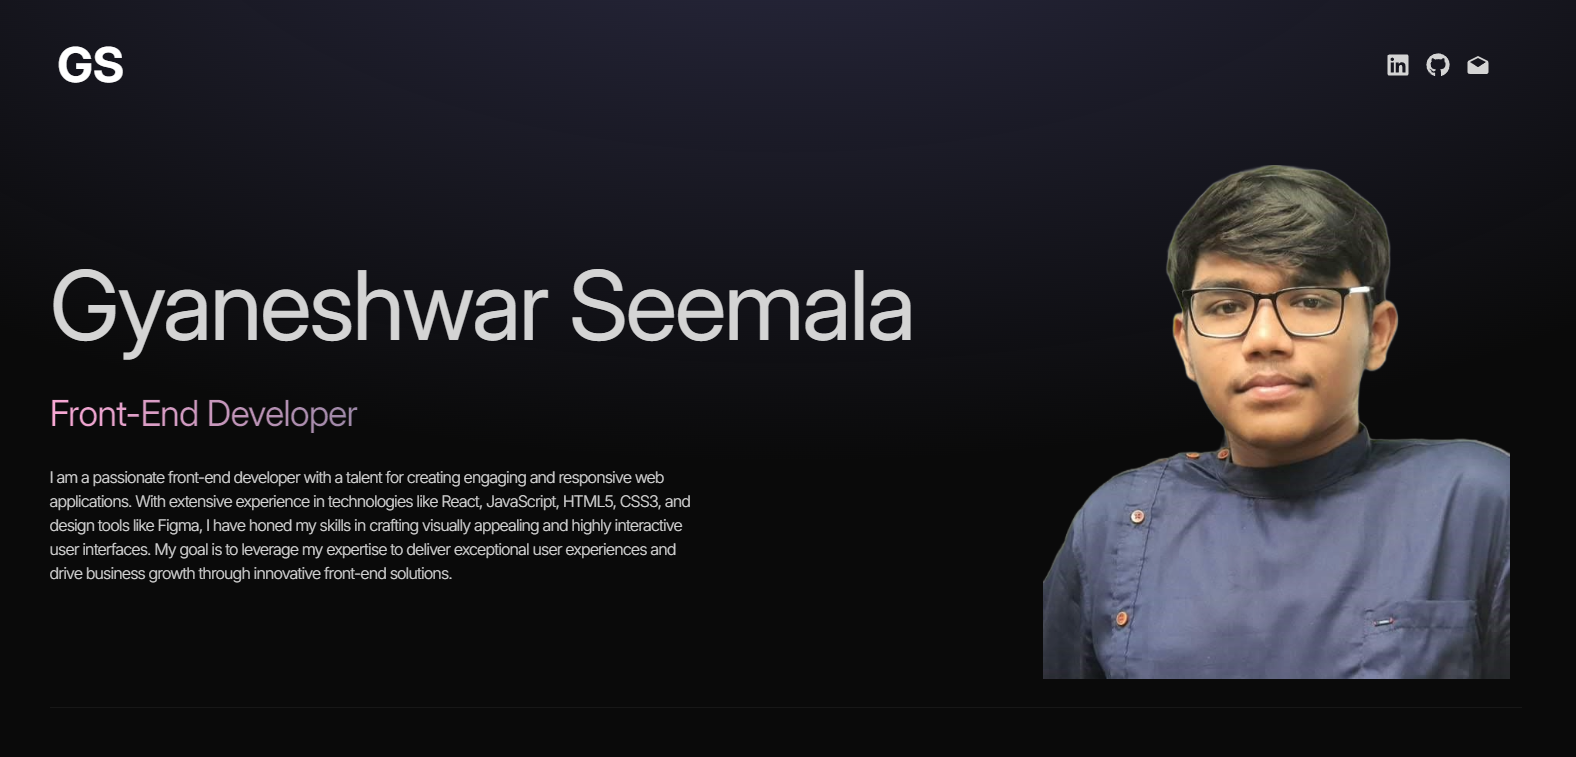 GS
Gyaneshwar Seemala
Front-End Developer
I am a passionate front-end developer with a talent for creating engaging and responsive web
applications. With extensive experience in technologies like React, JavaScript, HTML5, CSS3, and
design tools like Figma, I have honed my skills in crafting visually appealing and highly interactive
user interfaces. My goal is to leverage my expertise to deliver exceptional user experiences and
drive business growth through innovative front-end solutions.